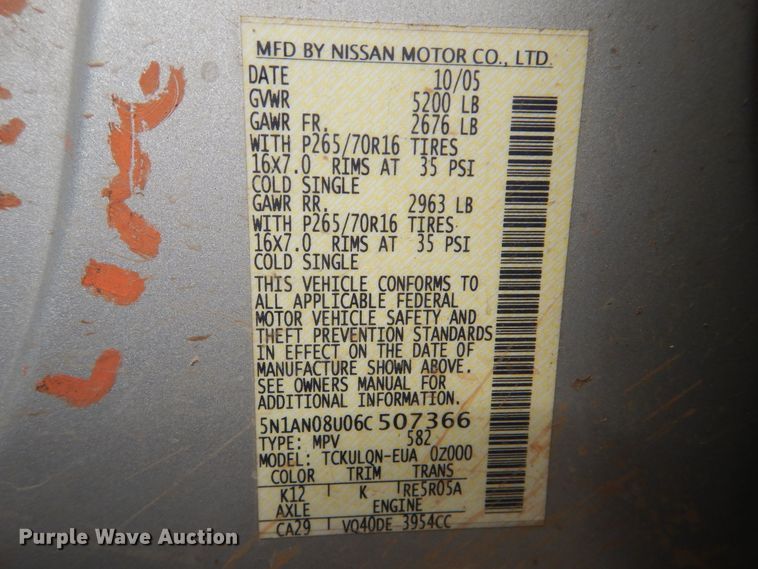 MFD BY NISSAN MOTOR CO., LTD.
DATE 10/05
GVWR 5200 LB
GAWR FR. 2676 LB
WITH P265/70R16 TIRES
16X7.0 RIMS AT 35 PSI
COLD SINGLE
GAWR RR. 2963 LB
WITH P265/70R16 TIRES
16X7.0 RIMS AT 35 PSI
COLD SINGLE
THIS VEHICLE CONFORMS TO
ALL APPLICABLE FEDERAL
MOTOR VEHICLE SAFETY AND
THEFT PREVENTION STANDARDS
IN EFFECT ON THE DATE OF
MANUFACTURE SHOWN ABOVE.
SEE OWNERS MANUAL FOR
ADDITIONAL INFORMATION.
5N1AN08U06C507366
TYPE: MPV 582
MODEL: TCKULQN-EUA 0Z000
COLOR TRIM TRANS
K12 K RE5R05A
AXLE ENGINE
CA29 VQ40DE 3954CC
Purple Wave Auction